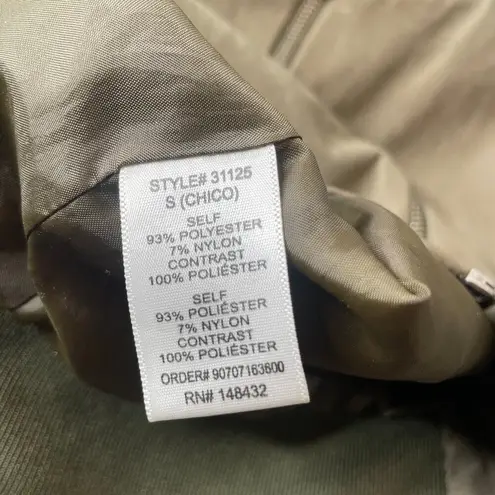 STYLE# 31125
S (CHICO)
SELF
93% POLYESTER
7% NYLON
CONTRAST
100% POLIÉSTER
SELF
93% POLIÉSTER
7% NYLON
CONTRAST
100% POLIÉSTER
ORDER# 90707163600
RN# 148432